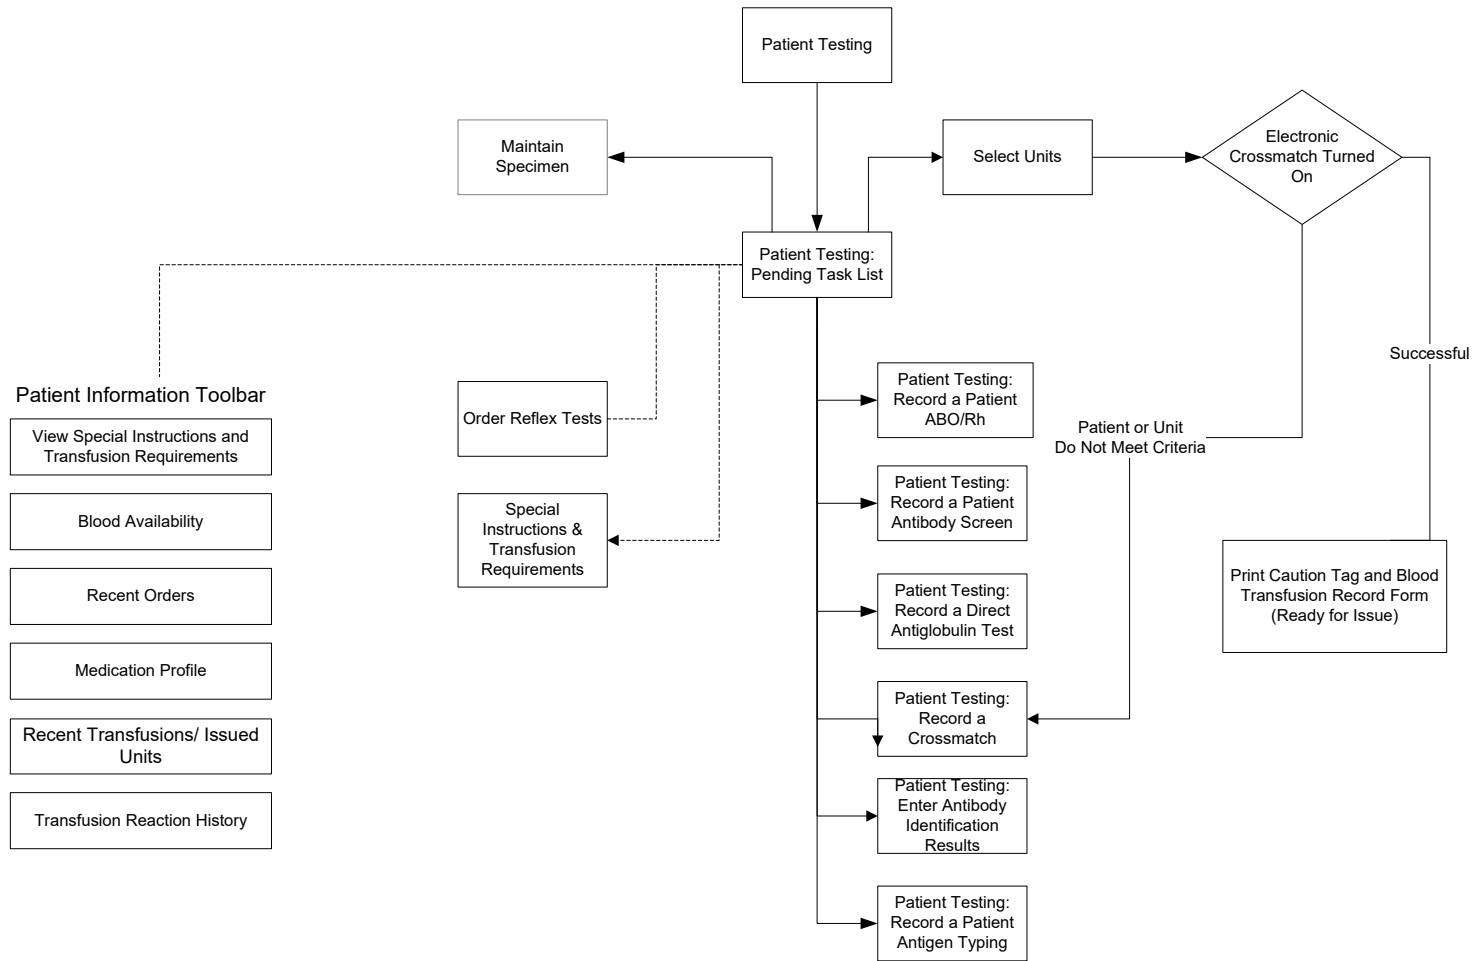 Patient Testing
Maintain
Specimen
Select Units
Electronic
Crossmatch Turned
On
Patient Testing:
Pending Task List
Successful
Patient Information Toolbar
View Special Instructions and
Transfusion Requirements
Blood Availability
Recent Orders
Medication Profile
Recent Transfusions/ Issued
Units
Transfusion Reaction History
Order Reflex Tests
Special
Instructions &
Transfusion
Requirements
Patient Testing:
Record a Patient
ABO/Rh
Patient Testing:
Record a Patient
Antibody Screen
Patient Testing:
Record a Direct
Antiglobulin Test
Patient Testing:
Record a
Crossmatch
Patient Testing:
Enter Antibody
Identification
Results
Patient Testing:
Record a Patient
Antigen Typing
Patient or Unit
Do Not Meet Criteria
Print Caution Tag and Blood
Transfusion Record Form
(Ready for Issue)